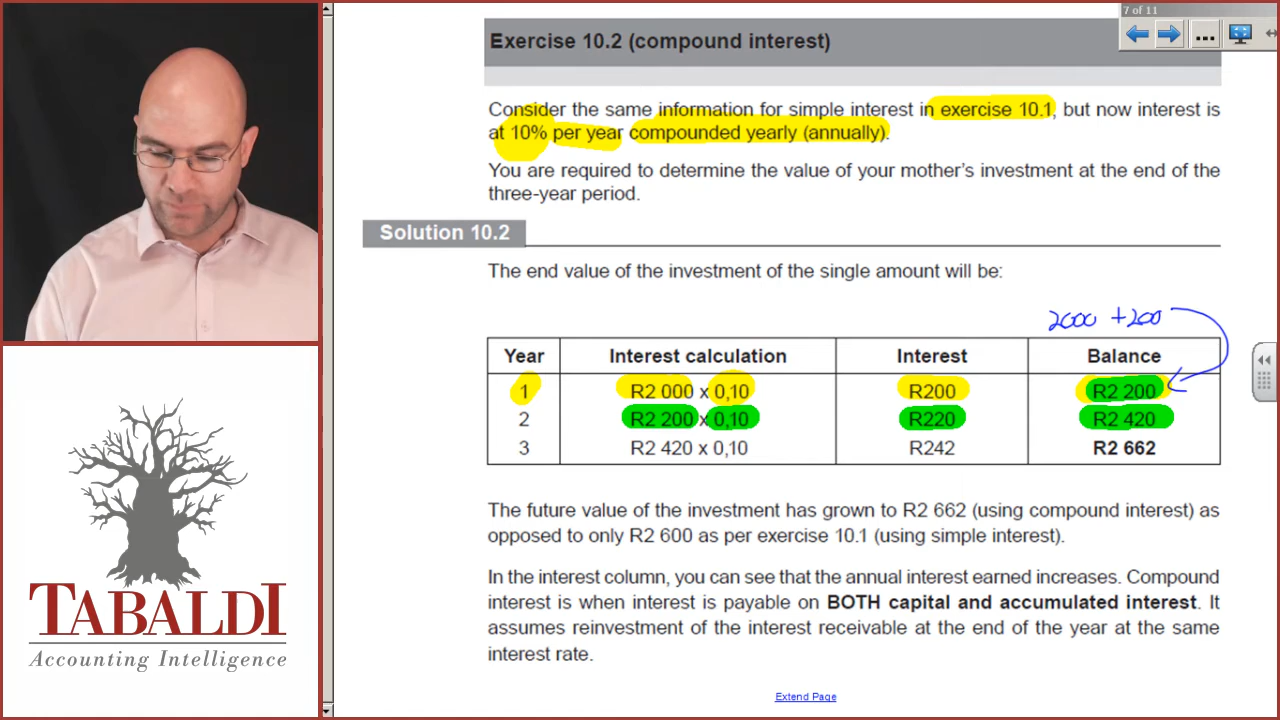 7 of 11
Exercise 10.2 (compound interest)
Consider the same information for simple interest in exercise 10.1, but now interest is
at 10% per year compounded yearly (annually).
You are required to determine the value of your mother's investment at the end of the
three-year period.
Solution 10.2
The end value of the investment of the single amount will be:
2000 + 200
Year Interest calculation Interest Balance
1 R2 000 x 0,10 R200 R2 200
2 R2 200 x 0,10 R220 R2 420
3 R2 420 x 0,10 R242 R2 662
The future value of the investment has grown to R2 662 (using compound interest) as
opposed to only R2 600 as per exercise 10.1 (using simple interest).
In the interest column, you can see that the annual interest earned increases. Compound
interest is when interest is payable on BOTH capital and accumulated interest. It
assumes reinvestment of the interest receivable at the end of the year at the same
interest rate.
Extend Page
TABALDI
Accounting Intelligence